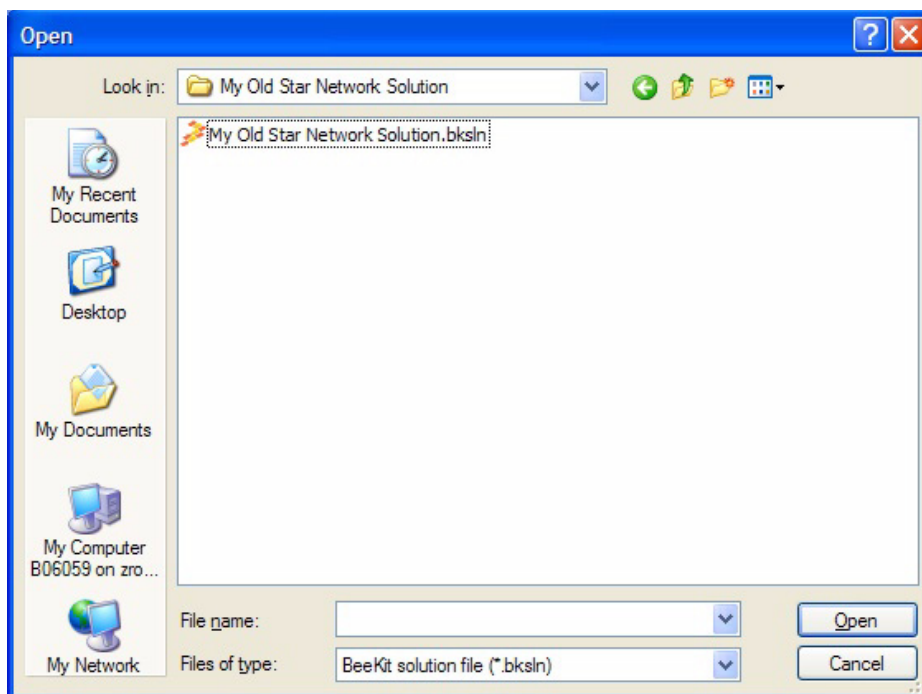 Open
Look in:
My Old Star Network Solution
My Old Star Network Solution.bksln
My Recent
Documents
Desktop
My Documents
My Computer
B06059 on zro...
My Network
File name:
Open
Files of type:
BeeKit solution file (*.bksln)
Cancel